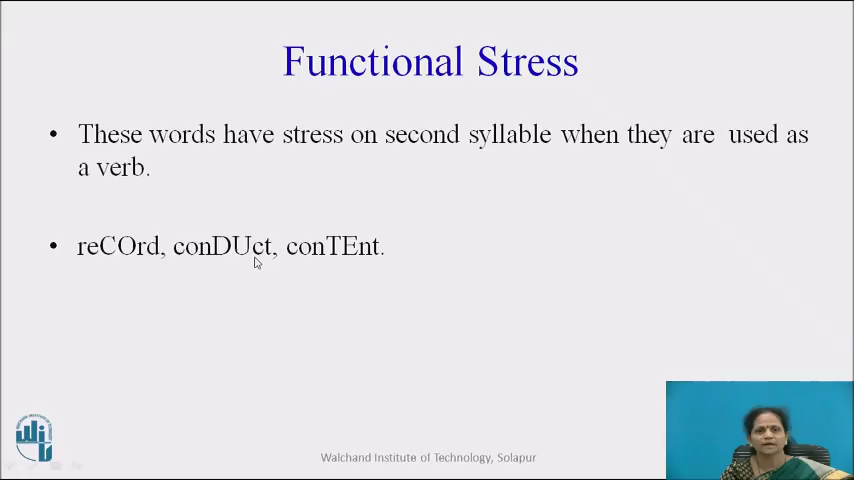 Functional Stress
• These words have stress on second syllable when they are used as
a verb.
• reCOrd, conDUct, conTEnt.
Walchand Institute of Technology, Solapur